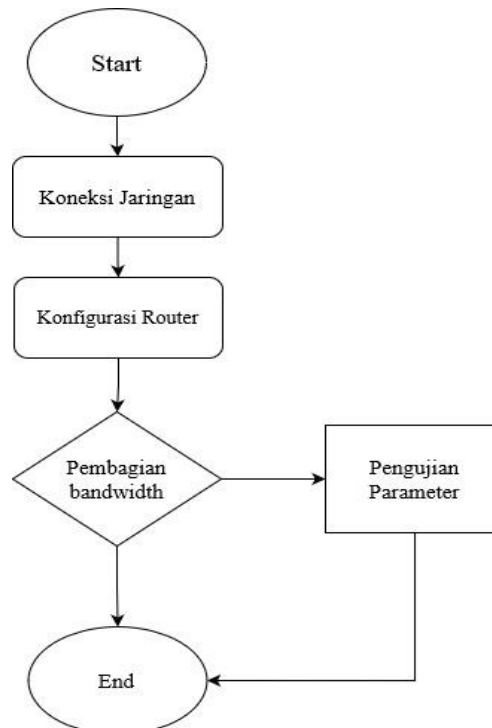 Start
Koneksi Jaringan
Konfigurasi Router
Pembagian
bandwidth
Pengujian
Parameter
End